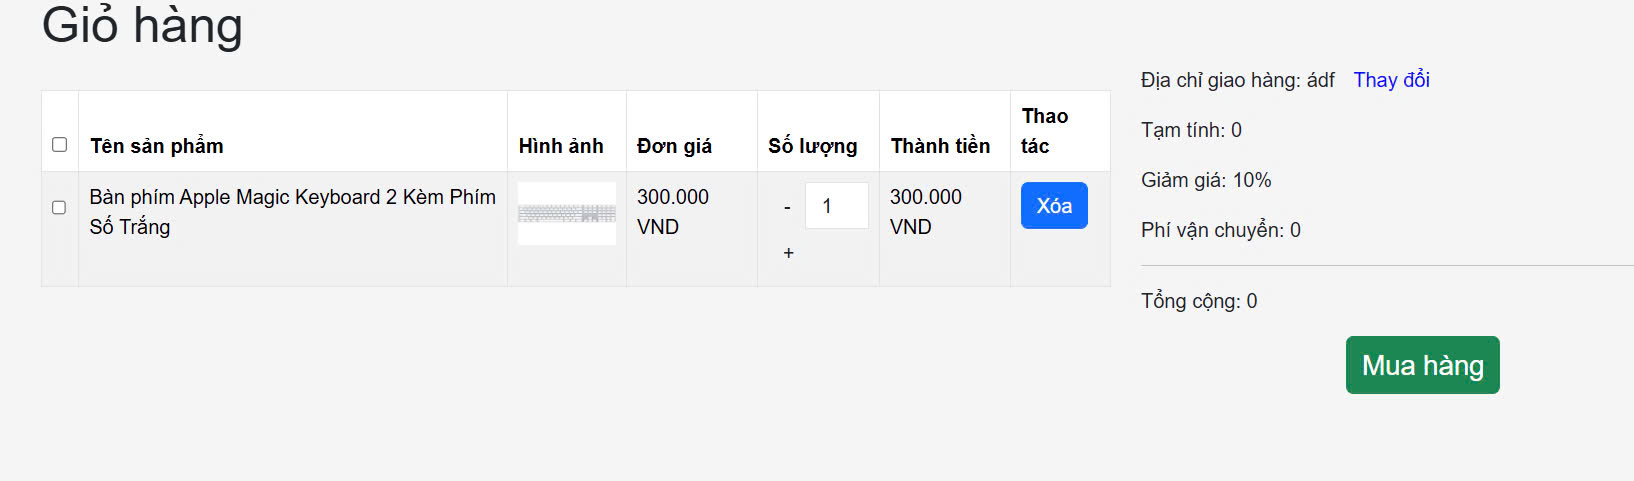 Giỏ hàng
Tên sản phẩm
Hình ảnh
Đơn giá
Số lượng
Thành tiền
Thao
tác
Bàn phím Apple Magic Keyboard 2 Kèm Phím
Số Trắng
300.000
VND
- 1
+
300.000
VND
Xóa
Địa chỉ giao hàng: ádf Thay đổi
Tạm tính: 0
Giảm giá: 10%
Phí vận chuyển: 0
Tổng cộng: 0
Mua hàng